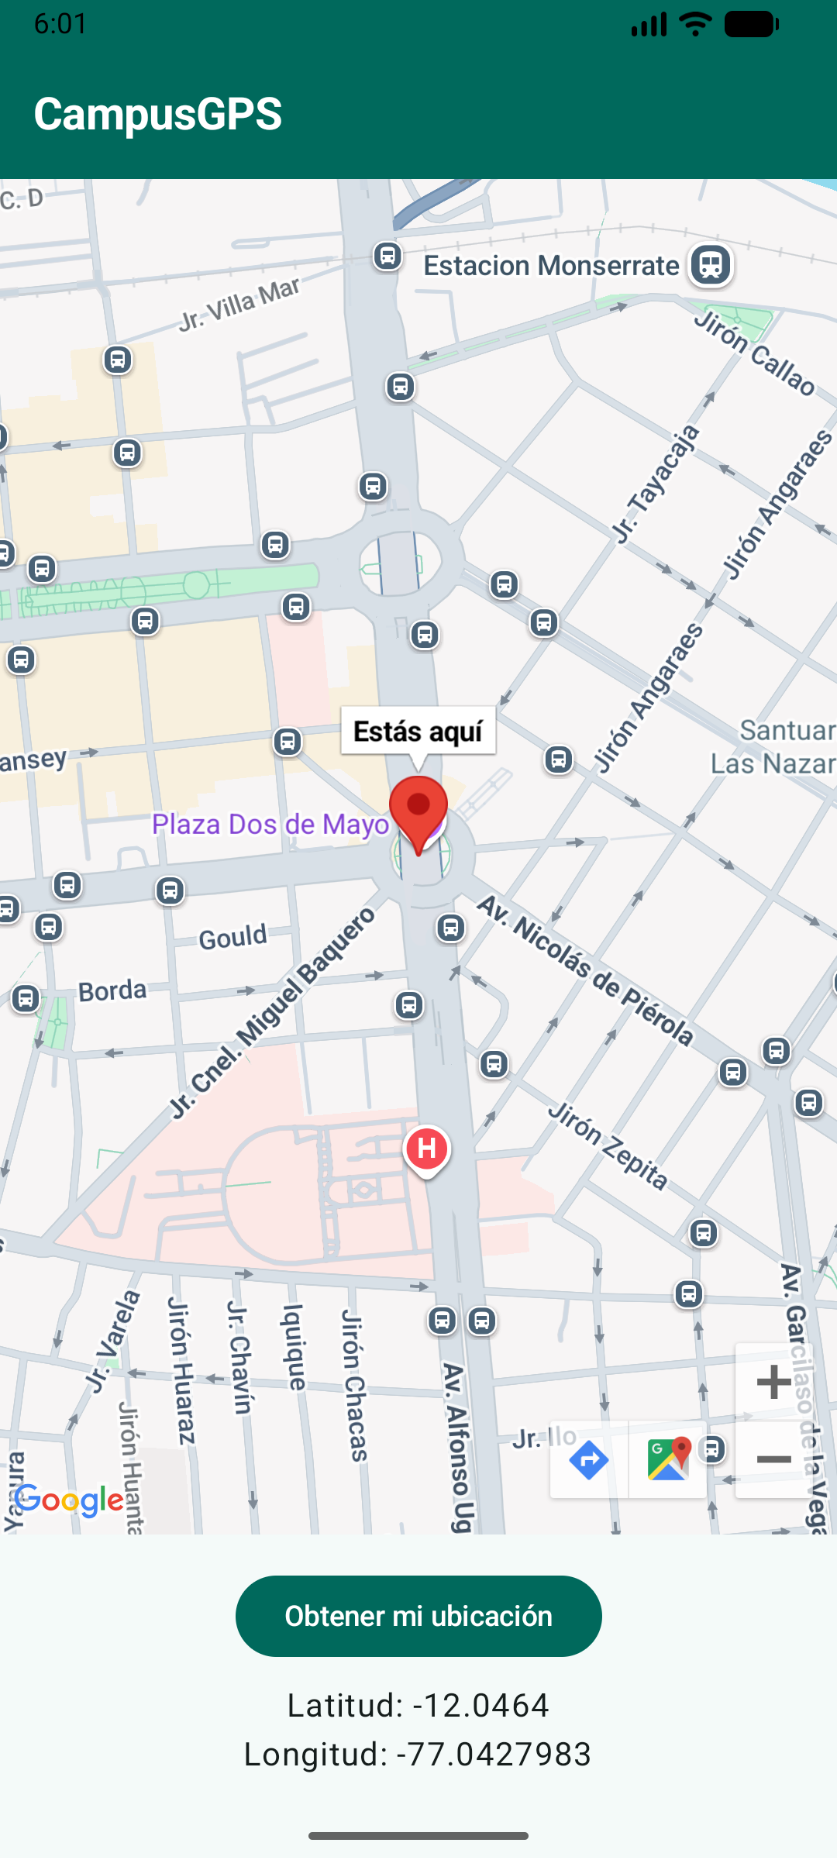 6:01
CampusGPS
C. D
Estacion Monserrate
Jr. Villa Mar
Jirón Callao
Jr. Tayacaja
Jirón Angaraes
Jirón Angaraes
Santuar
Las Nazar
ansey
Estás aquí
Plaza Dos de Mayo
Gould
Av. Nicolás de Piérola
Borda
Jr. Cnel. Miguel Baquero
H
Jirón Zepita
Jr. Varela
Jirón Huaraz
Jr. Chavín
Iquique
Jirón Chacas
Av. Alfonso Ug
Av. Garcilaso de la Vega
Jirón Huanta
Jr. Ilo
G
Google
Obtener mi ubicación
Latitud: -12.0464
Longitud: -77.0427983